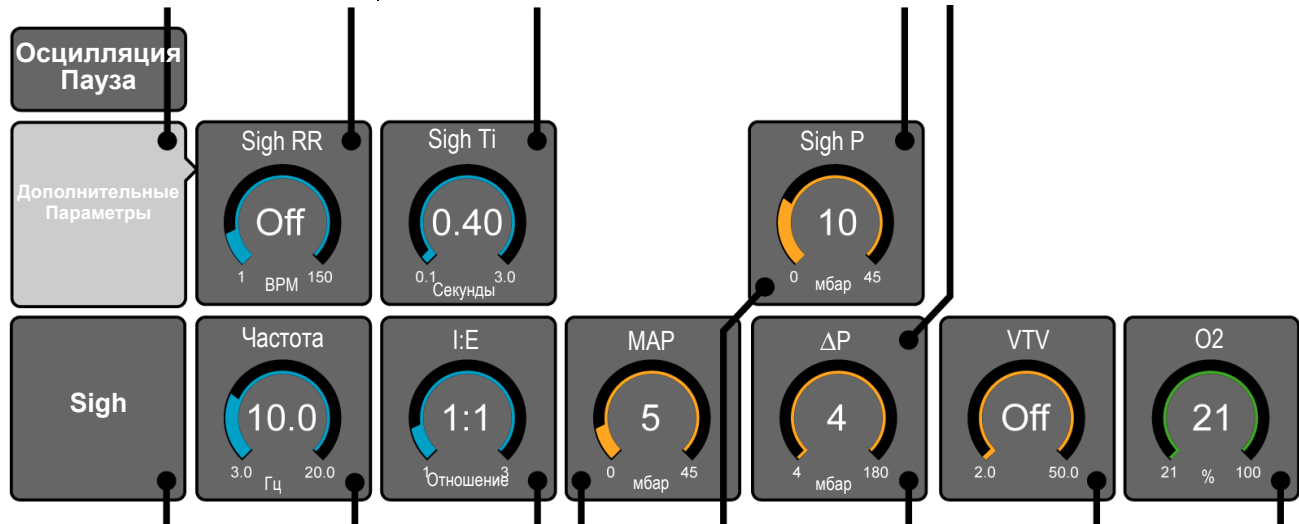 Осцилляция
Пауза
Дополнительные
Параметры
Sigh RR
Off
1 150
BPM
Sigh Ti
0.40
0.1 3.0
Секунды
Sigh P
10
0 45
мбар
Sigh
Частота
10.0
3.0 20.0
Гц
I:E
1:1
1 3
Отношение
MAP
5
0 45
мбар
ΔP
4
4 180
мбар
VTV
Off
2.0 50.0
O2
21
21 100
%